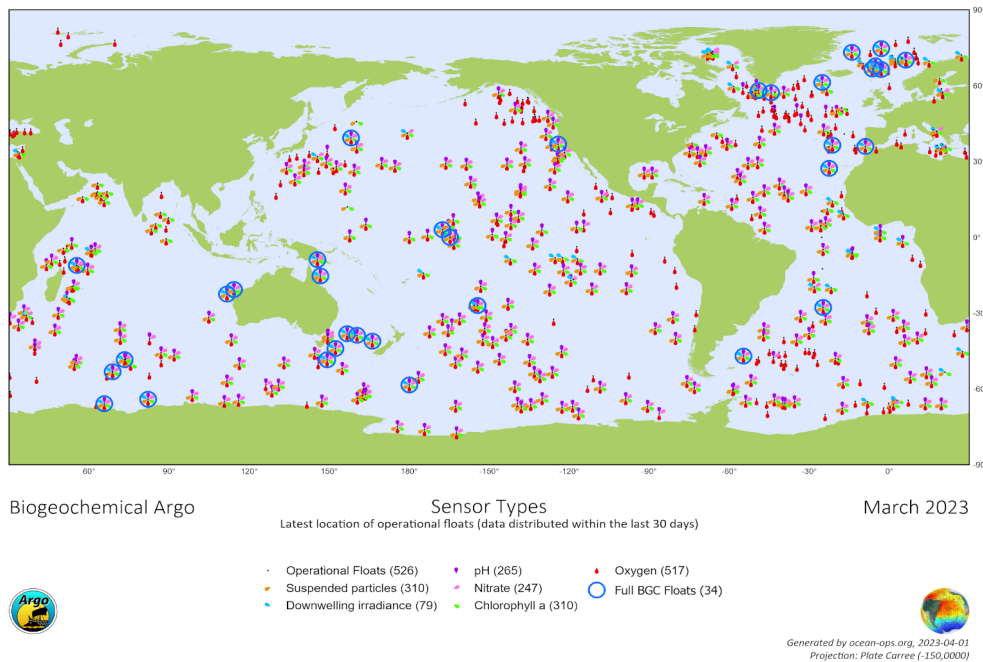 90°
60°
30°
0°
-30°
-60°
-90
60° 90° 120° 150° 180° -150° -120° -90° -60° -30° 0°
Biogeochemical Argo
Sensor Types
March 2023
Latest location of operational floats (data distributed within the last 30 days)
Operational Floats (526)
pH (265)
Oxygen (517)
Suspended particles (310)
Nitrate (247)
Full BGC Floats (34)
Downwelling irradiance (79)
Chlorophyll a (310)
Argo
Generated by ocean-ops.org, 2023-04-01
Projection: Plate Carree (-150,0000)